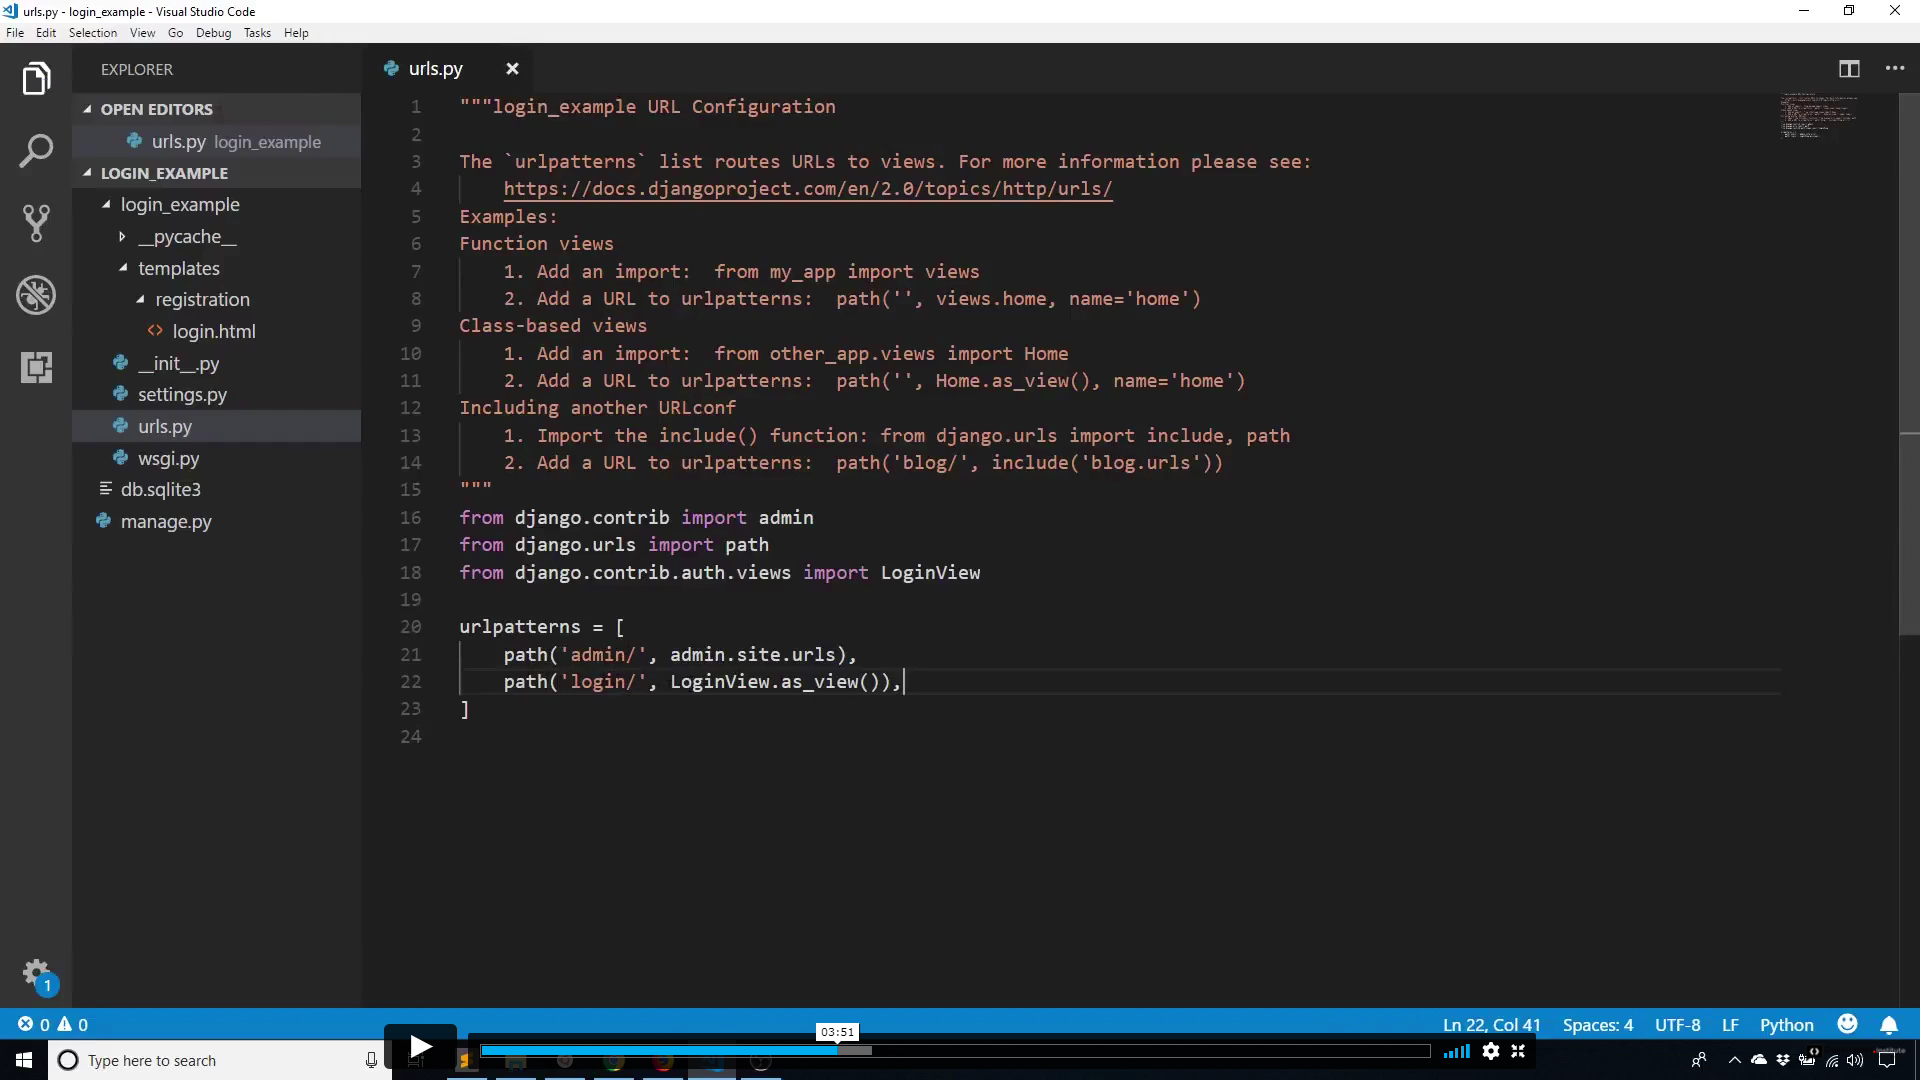 urls.py - login_example - Visual Studio Code
File Edit Selection View Go Debug Tasks Help
EXPLORER
OPEN EDITORS
urls.py login_example
LOGIN_EXAMPLE
login_example
__pycache__
templates
registration
login.html
__init__.py
settings.py
urls.py
wsgi.py
db.sqlite3
manage.py
1
urls.py
1 """login_example URL Configuration
2
3 The `urlpatterns` list routes URLs to views. For more information please see:
4 https://docs.djangoproject.com/en/2.0/topics/http/urls/
5 Examples:
6 Function views
7 1. Add an import:  from my_app import views
8 2. Add a URL to urlpatterns:  path('', views.home, name='home')
9 Class-based views
10 1. Add an import:  from other_app.views import Home
11 2. Add a URL to urlpatterns:  path('', Home.as_view(), name='home')
12 Including another URLconf
13 1. Import the include() function: from django.urls import include, path
14 2. Add a URL to urlpatterns:  path('blog/', include('blog.urls'))
15 """
16 from django.contrib import admin
17 from django.urls import path
18 from django.contrib.auth.views import LoginView
19
20 urlpatterns = [
21 path('admin/', admin.site.urls),
22 path('login/', LoginView.as_view()),
23 ]
24
0 0
03:51
Ln 22, Col 41 Spaces: 4 UTF-8 LF Python
Type here to search